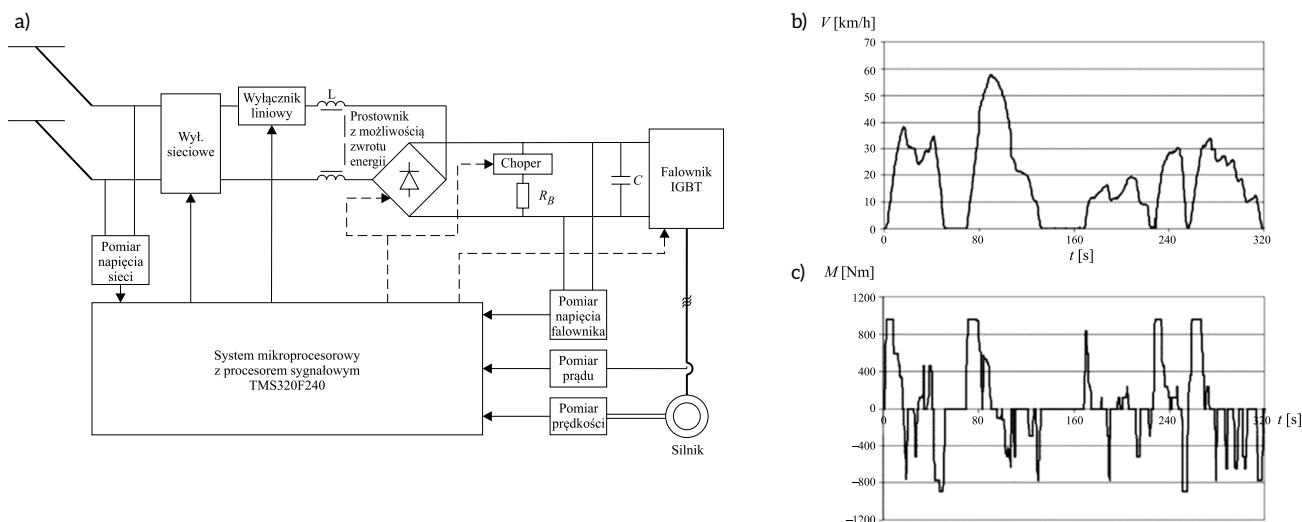 a)
Wył.
sieciowe
Wyłącznik
liniowy
L
Prostownik
z możliwością
zwrotu
energii
Choper
R_B
C
Falownik
IGBT
Pomiar
napięcia
sieci
System mikroprocesorowy
z procesorem sygnałowym
TMS320F240
Pomiar
napięcia
falownika
Pomiar
prądu
Pomiar
prędkości
Silnik
b)
V [km/h]
70
60
50
40
30
20
10
0
0 80 160 240 320
t [s]
c)
M [Nm]
1200
800
400
0
–400
–800
–1200
0 80 160 240 320
t [s]